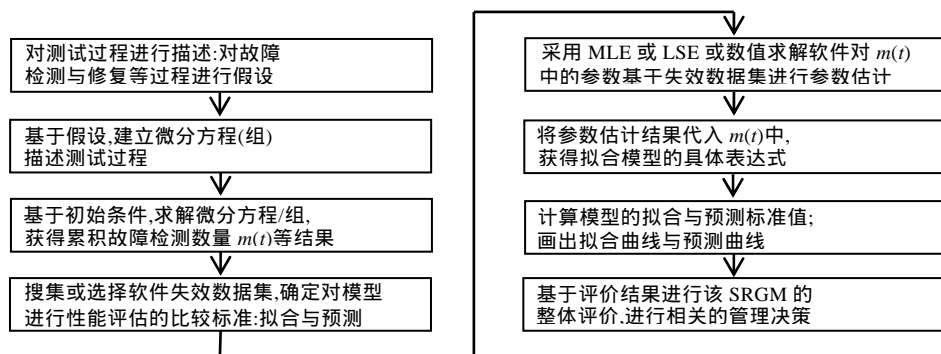 对测试过程进行描述:对故障
检测与修复等过程进行假设
基于假设,建立微分方程(组)
描述测试过程
基于初始条件,求解微分方程/组,
获得累积故障检测数量 m(t)等结果
搜集或选择软件失效数据集,确定对模型
进行性能评估的比较标准:拟合与预测
采用 MLE 或 LSE 或数值求解软件对 m(t)
中的参数基于失效数据集进行参数估计
将参数估计结果代入 m(t)中,
获得拟合模型的具体表达式
计算模型的拟合与预测标准值;
画出拟合曲线与预测曲线
基于评价结果进行该 SRGM 的
整体评价,进行相关的管理决策